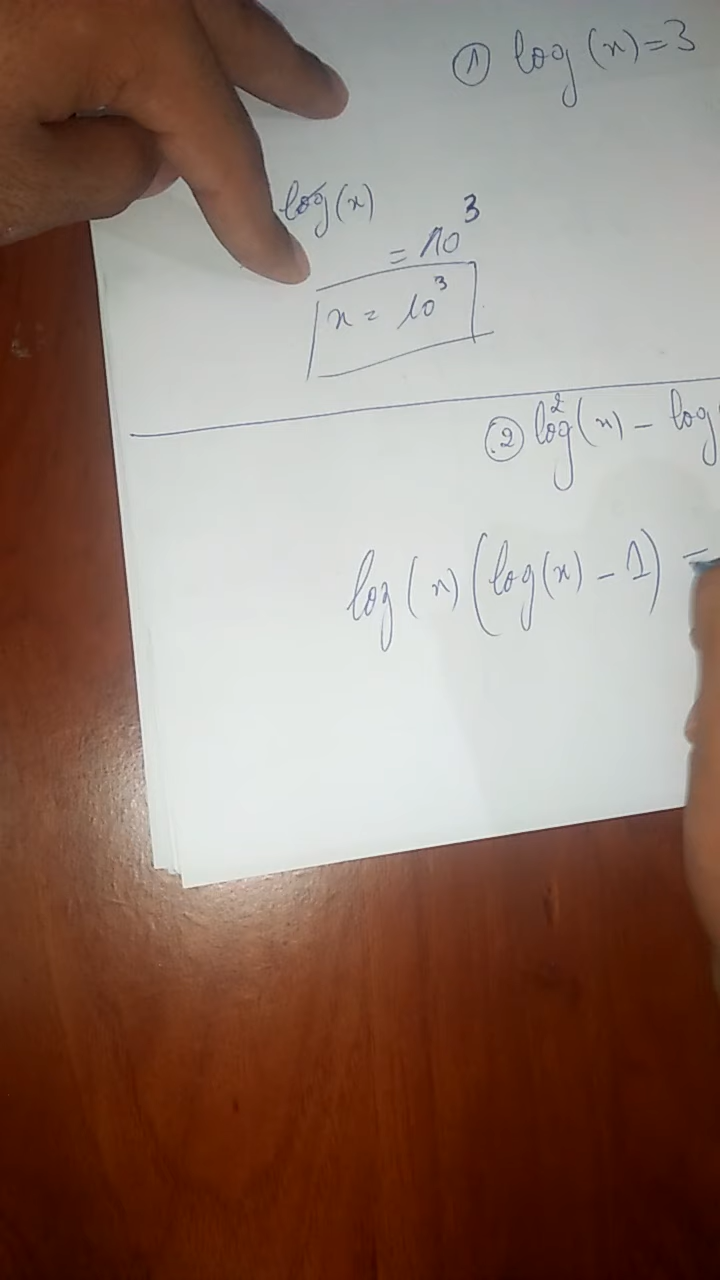 ① log(x)=3
log(x)
= 10³
x = 10³
② log²(x) - log
log(x)(log(x) - 1) =